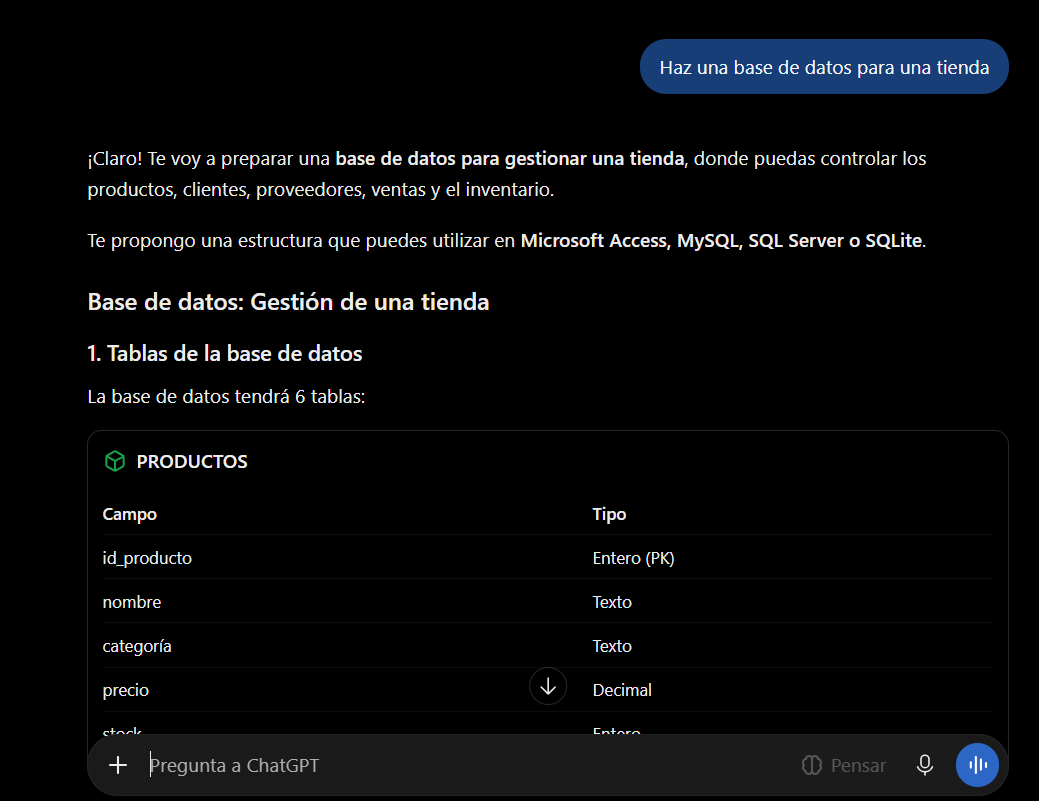 Haz una base de datos para una tienda
¡Claro! Te voy a preparar una base de datos para gestionar una tienda, donde puedas controlar los
productos, clientes, proveedores, ventas y el inventario.
Te propongo una estructura que puedes utilizar en Microsoft Access, MySQL, SQL Server o SQLite.
Base de datos: Gestión de una tienda
1. Tablas de la base de datos
La base de datos tendrá 6 tablas:
PRODUCTOS
Campo Tipo
id_producto Entero (PK)
nombre Texto
categoría Texto
precio Decimal
stock Entero
Pregunta a ChatGPT Pensar